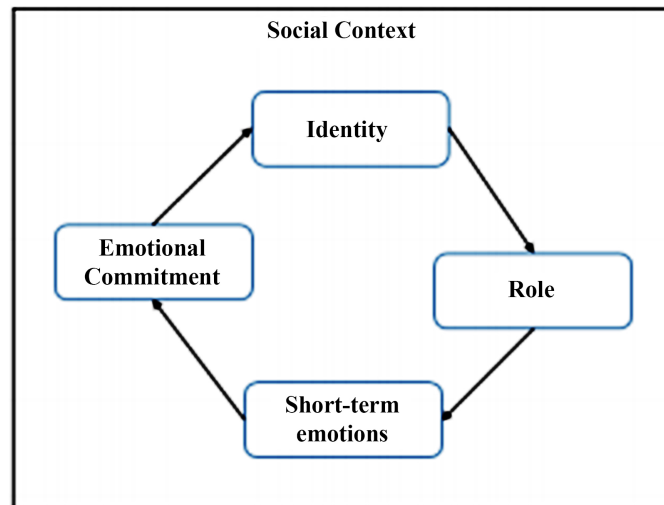 Social Context
Identity
Emotional
Commitment
Role
Short-term
emotions